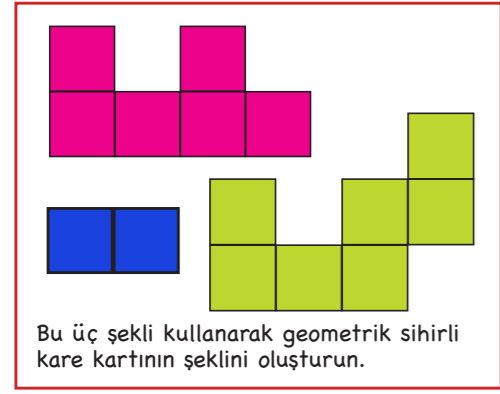 Bu üç şekli kullanarak geometrik sihirli
kare kartının şeklini oluşturun.